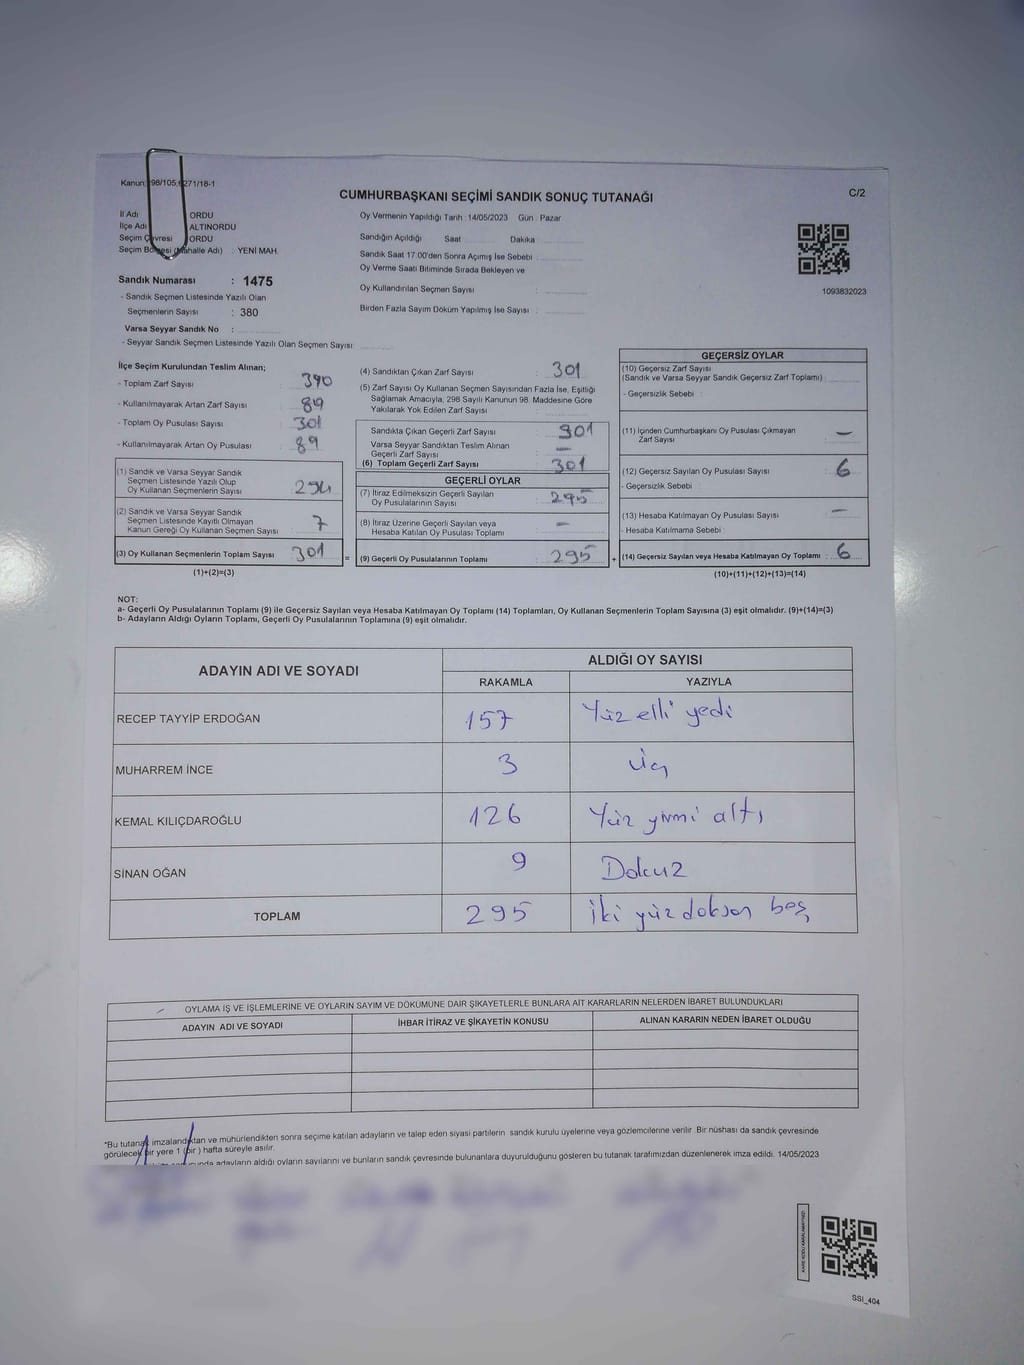 Kanun: 98/105, 271/18-1
CUMHURBAŞKANI SEÇİMİ SANDIK SONUÇ TUTANAĞI
C/2
İl Adı ORDU
İlçe Adı ALTINORDU
Seçim Çevresi ORDU
Seçim Bölgesi (Mahalle Adı) : YENİ MAH.
Sandık Numarası : 1475
- Sandık Seçmen Listesinde Yazılı Olan
Seçmenlerin Sayısı : 380
Varsa Seyyar Sandık No :
- Seyyar Sandık Seçmen Listesinde Yazılı Olan Seçmen Sayısı:
Oy Vermenin Yapıldığı Tarih : 14/05/2023 Gün : Pazar
Sandığın Açıldığı Saat Dakika
Sandık Saat 17:00'den Sonra Açımış İse Sebebi :
Oy Verme Saati Bitiminde Sırada Bekleyen ve
Oy Kullandırılan Seçmen Sayısı :
Birden Fazla Sayım Döküm Yapılmış İse Sayısı :
1093832023
İlçe Seçim Kurulundan Teslim Alınan;
- Toplam Zarf Sayısı : 390
- Kullanılmayarak Artan Zarf Sayısı : 89
- Toplam Oy Pusulası Sayısı : 301
- Kullanılmayarak Artan Oy Pusulası : 89
(1) Sandık ve Varsa Seyyar Sandık
Seçmen Listesinde Yazılı Olup
Oy Kullanan Seçmenlerin Sayısı : 294
(2) Sandık ve Varsa Seyyar Sandık
Seçmen Listesinde Kayıtlı Olmayan
Kanun Gereği Oy Kullanan Seçmen Sayısı : 7
(3) Oy Kullanan Seçmenlerin Toplam Sayısı : 301
(1)+(2)=(3)
(4) Sandıktan Çıkan Zarf Sayısı : 301
(5) Zarf Sayısı Oy Kullanan Seçmen Sayısından Fazla İse, Eşitliği
Sağlamak Amacıyla, 298 Sayılı Kanunun 98. Maddesine Göre
Yakılarak Yok Edilen Zarf Sayısı :
Sandıkta Çıkan Geçerli Zarf Sayısı : 301
Varsa Seyyar Sandıktan Teslim Alınan
Geçerli Zarf Sayısı : —
(6) Toplam Geçerli Zarf Sayısı : 301
GEÇERLİ OYLAR
(7) İtiraz Edilmeksizin Geçerli Sayılan
Oy Pusulalarının Sayısı : 295
(8) İtiraz Üzerine Geçerli Sayılan veya
Hesaba Katılan Oy Pusulaları Toplamı : —
= (9) Geçerli Oy Pusulalarının Toplamı : 295
GEÇERSİZ OYLAR
(10) Geçersiz Zarf Sayısı
(Sandık ve Varsa Seyyar Sandık Geçersiz Zarf Toplamı) :
- Geçersizlik Sebebi :
(11) İçinden Cumhurbaşkanı Oy Pusulası Çıkmayan
Zarf Sayısı : —
(12) Geçersiz Sayılan Oy Pusulası Sayısı : 6
- Geçersizlik Sebebi :
(13) Hesaba Katılmayan Oy Pusulası Sayısı : —
- Hesaba Katılmama Sebebi :
+ (14) Geçersiz Sayılan veya Hesaba Katılmayan Oy Toplamı : 6
(10)+(11)+(12)+(13)=(14)
NOT:
a- Geçerli Oy Pusulalarının Toplamı (9) ile Geçersiz Sayılan veya Hesaba Katılmayan Oy Toplamı (14) Toplamları, Oy Kullanan Seçmenlerin Toplam Sayısına (3) eşit olmalıdır. (9)+(14)=(3)
b- Adayların Aldığı Oyların Toplamı, Geçerli Oy Pusulalarının Toplamına (9) eşit olmalıdır.
ADAYIN ADI VE SOYADI ALDIĞI OY SAYISI
RAKAMLA YAZIYLA
RECEP TAYYİP ERDOĞAN 157 Yüz elli yedi
MUHARREM İNCE 3 üç
KEMAL KILIÇDAROĞLU 126 Yüz yirmi altı
SİNAN OĞAN 9 Dokuz
TOPLAM 295 iki yüz doksan beş
OYLAMA İŞ VE İŞLEMLERİNE VE OYLARIN SAYIM VE DÖKÜMÜNE DAİR ŞİKAYETLERLE BUNLARA AİT KARARLARIN NELERDEN İBARET BULUNDUKLARI
ADAYIN ADI VE SOYADI İHBAR İTİRAZ VE ŞİKAYETİN KONUSU ALINAN KARARIN NEDEN İBARET OLDUĞU
*Bu tutanak imzalandıktan ve mühürlendikten sonra seçime katılan adayların ve talep eden siyasi partilerin sandık kurulu üyelerine veya gözlemcilerine verilir. Bir nüshası da sandık çevresinde
görülecek bir yere 1 (bir) hafta süreyle asılır.
adayların aldığı oyların sayılarını ve bunların sandık çevresinde bulunanlara duyurulduğunu gösteren bu tutanak tarafımızdan düzenlenerek imza edildi. 14/05/2023
SSI_404